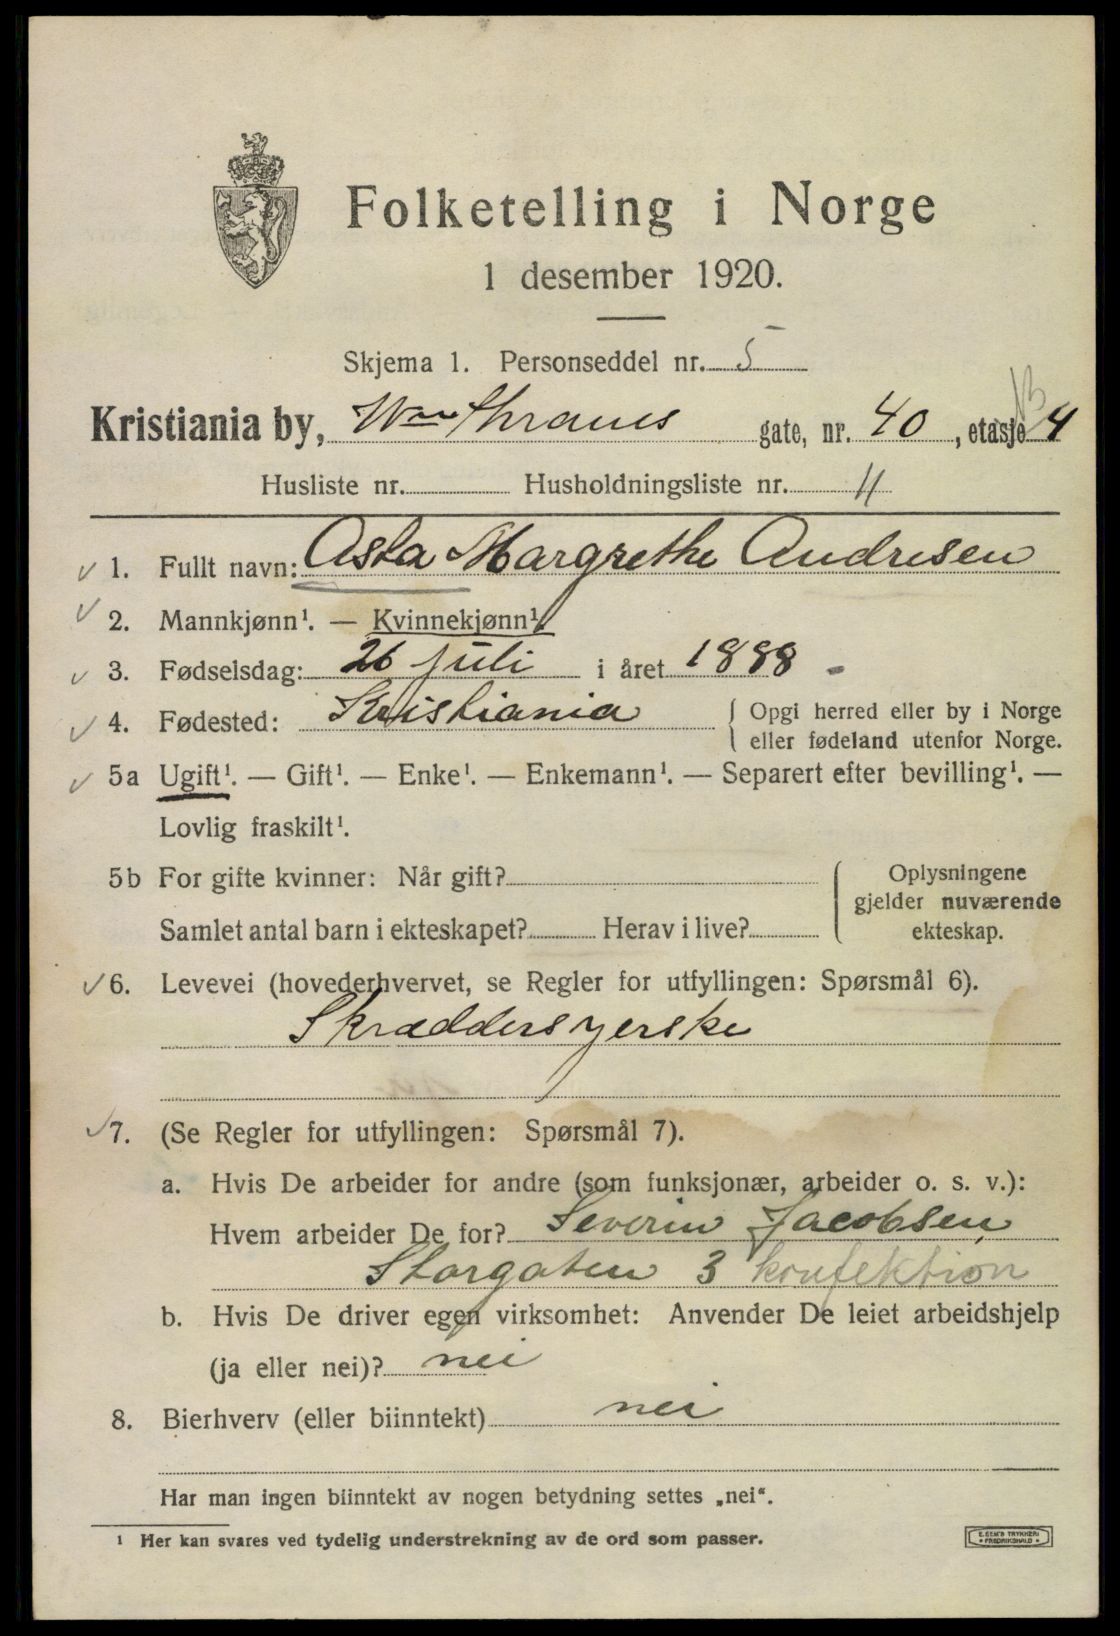 Folketelling i Norge
1 desember 1920.
Skjema 1. Personseddel nr. 5
Kristiania by, Wm Thranes gate, nr. 40, etasje 4
B
Husliste nr. Husholdningsliste nr. 11
1. Fullt navn: Asta Margrethe Andresen
2. Mannkjønn¹. — Kvinnekjønn¹.
3. Fødselsdag: 26 juli i året 1888
4. Fødested: Kristiania { Opgi herred eller by i Norge
eller fødeland utenfor Norge.
5a Ugift¹. — Gift¹. — Enke¹. — Enkemann¹. — Separert efter bevilling¹. —
Lovlig fraskilt¹.
5b For gifte kvinner: Når gift? { Oplysningene
gjelder nuværende
Samlet antal barn i ekteskapet? Herav i live? ekteskap.
6. Levevei (hovederhvervet, se Regler for utfyllingen: Spørsmål 6).
Skræddersyerske
7. (Se Regler for utfyllingen: Spørsmål 7).
a. Hvis De arbeider for andre (som funksjonær, arbeider o. s. v.):
Hvem arbeider De for? Severin Jacobsen,
Storgaten 3 konfektion
b. Hvis De driver egen virksomhet: Anvender De leiet arbeidshjelp
(ja eller nei)? nei
8. Bierhverv (eller biinntekt) nei
Har man ingen biinntekt av nogen betydning settes „nei“.
¹ Her kan svares ved tydelig understrekning av de ord som passer.
E. SEM'S TRYKKERI
FREDRIKSHALD